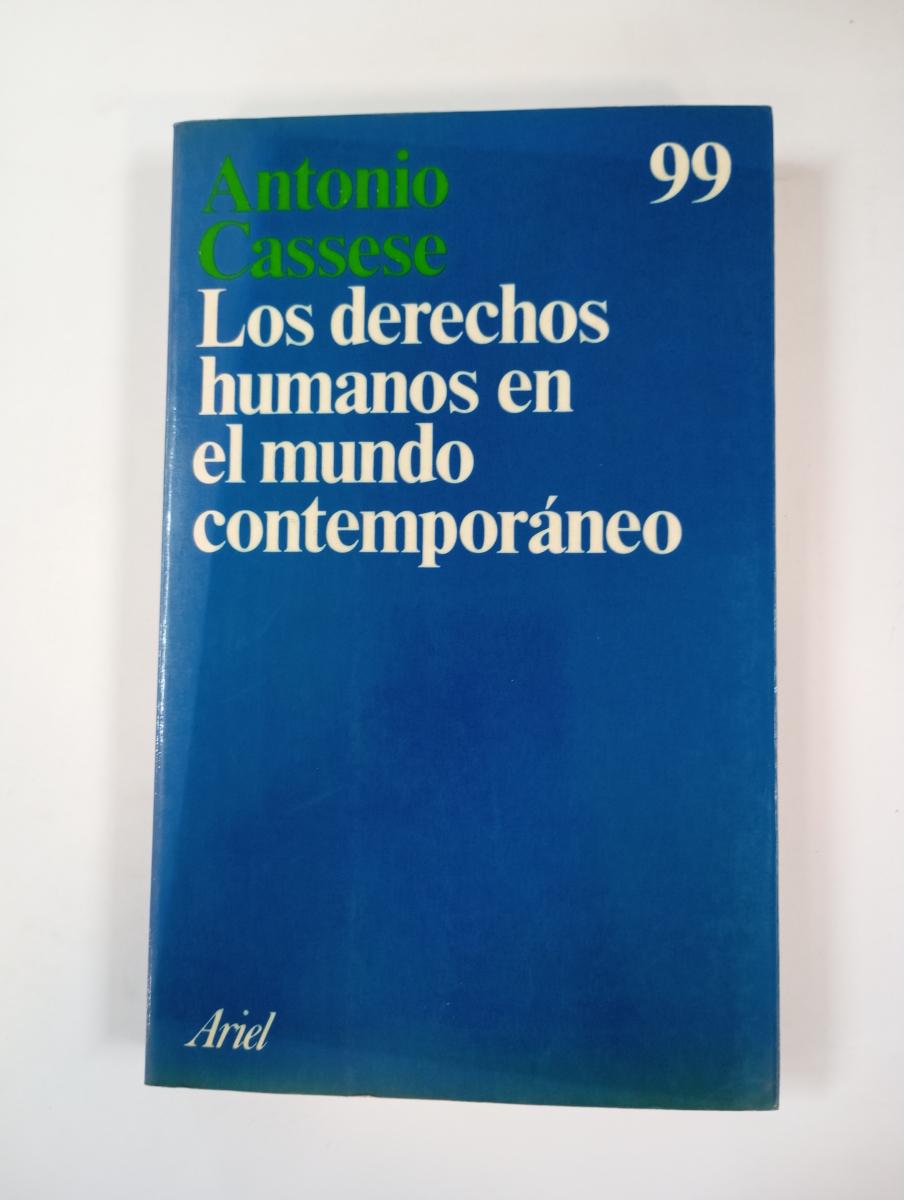 Antonio
Cassese
99
Los derechos
humanos en
el mundo
contemporáneo
Ariel